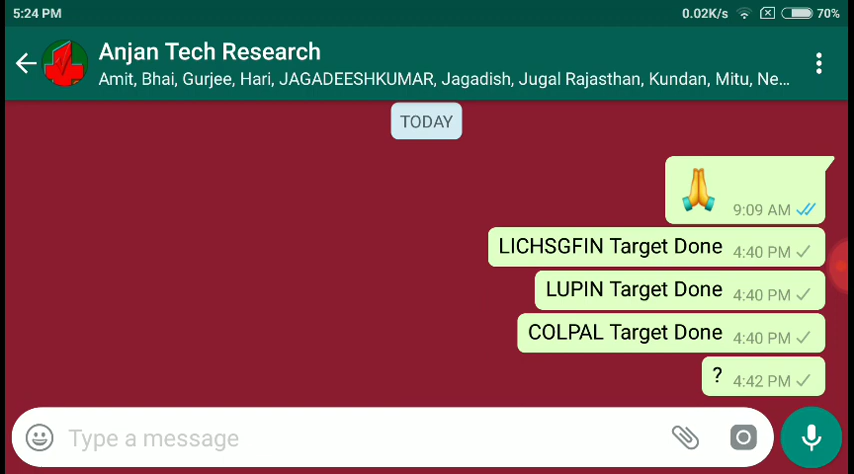 5:24 PM 0.02K/s 70%
Anjan Tech Research
Amit, Bhai, Gurjee, Hari, JAGADEESHKUMAR, Jagadish, Jugal Rajasthan, Kundan, Mitu, Ne...
TODAY
🙏 9:09 AM
LICHSGFIN Target Done 4:40 PM
LUPIN Target Done 4:40 PM
COLPAL Target Done 4:40 PM
? 4:42 PM
Type a message